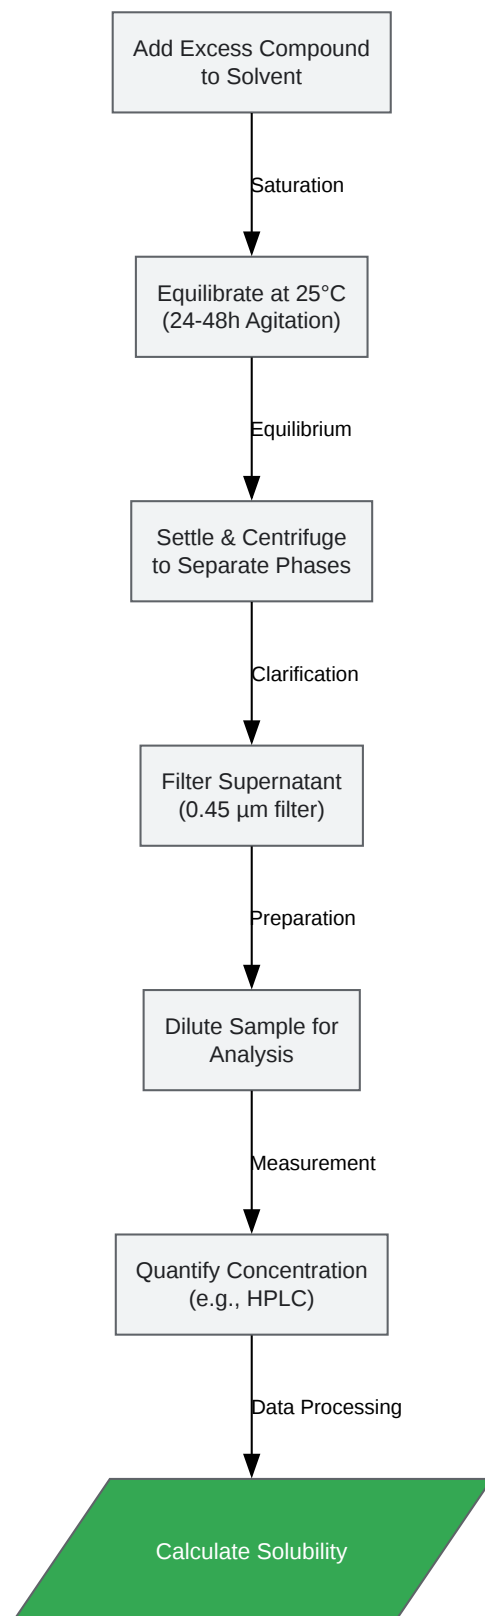 Add Excess Compound
to Solvent
Saturation
Equilibrate at 25°C
(24-48h Agitation)
Equilibrium
Settle & Centrifuge
to Separate Phases
Clarification
Filter Supernatant
(0.45 µm filter)
Preparation
Dilute Sample for
Analysis
Measurement
Quantify Concentration
(e.g., HPLC)
Data Processing
Calculate Solubility